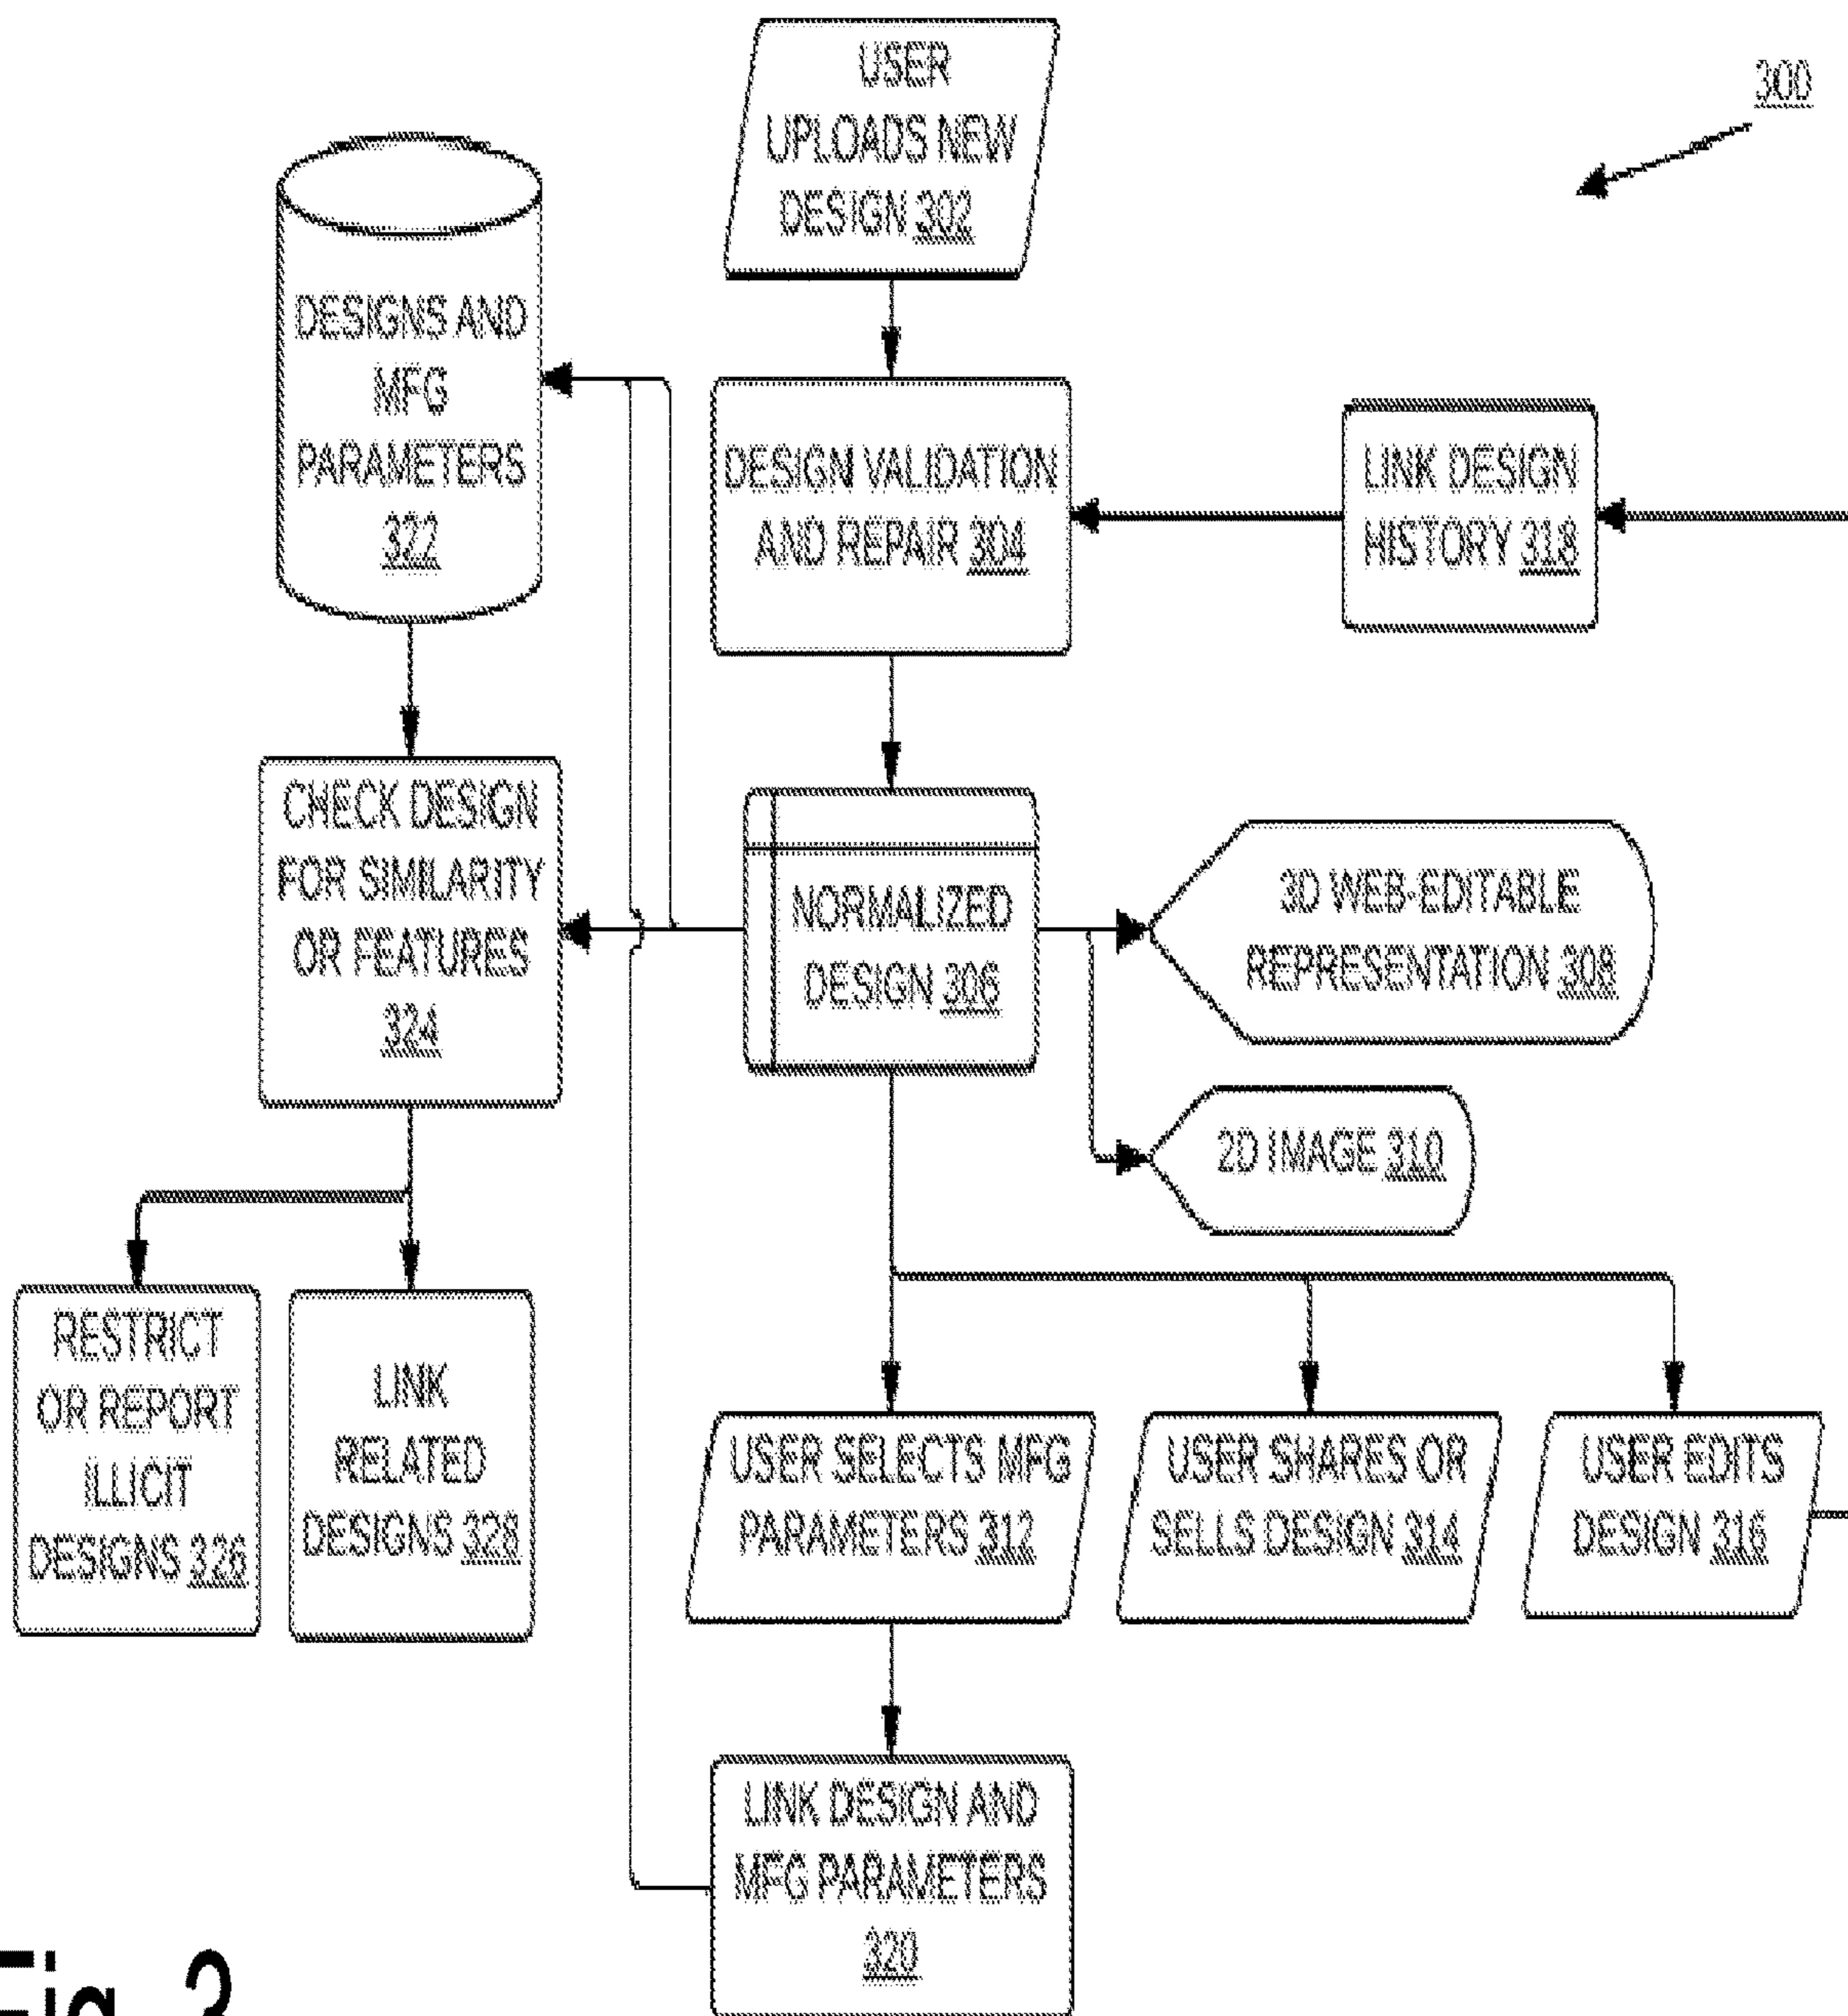 USER
UPLOADS NEW
DESIGN 302
300
DESIGNS AND
MFG
PARAMETERS
322
DESIGN VALIDATION
AND REPAIR 304
LINK DESIGN
HISTORY 318
CHECK DESIGN
FOR SIMILARITY
OR FEATURES
324
NORMALIZED
DESIGN 306
3D WEB-EDITABLE
REPRESENTATION 308
2D IMAGE 310
RESTRICT
OR REPORT
ILLICIT
DESIGNS 326
LINK
RELATED
DESIGNS 328
USER SELECTS MFG
PARAMETERS 312
USER SHARES OR
SELLS DESIGN 314
USER EDITS
DESIGN 316
LINK DESIGN AND
MFG PARAMETERS
320
Fig. 3